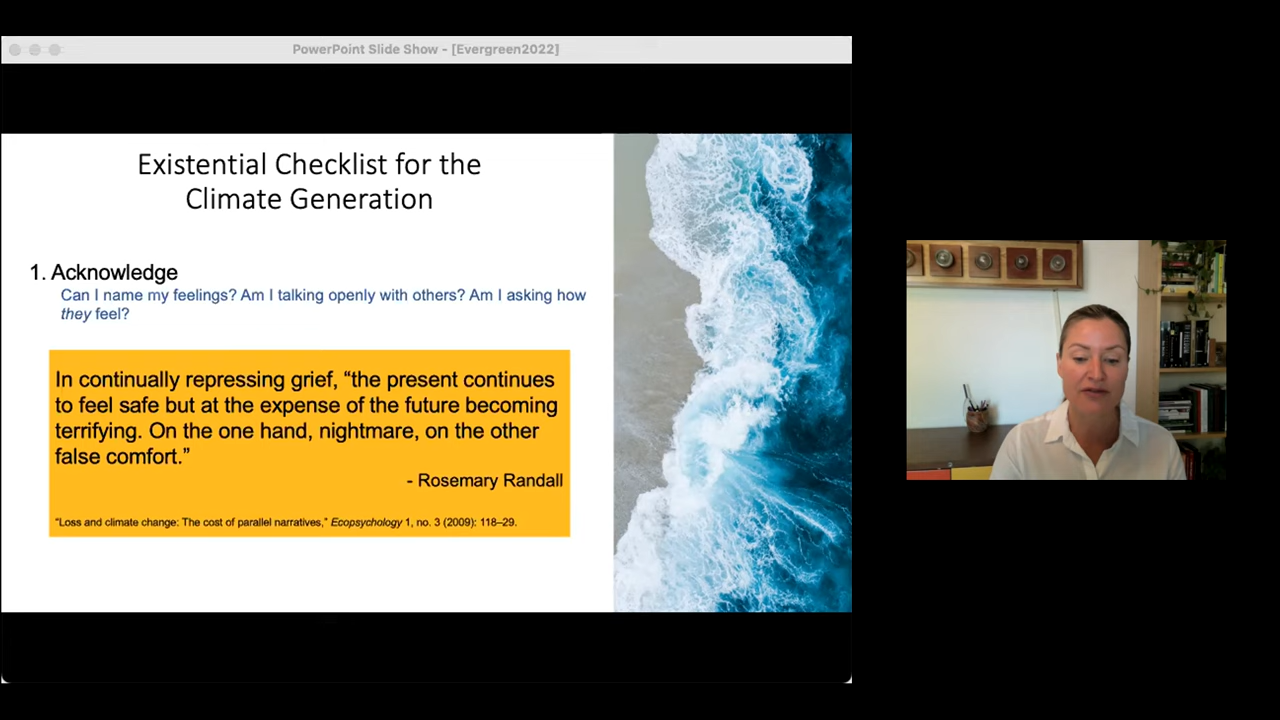 PowerPoint Slide Show - [Evergreen2022]
Existential Checklist for the
Climate Generation
1. Acknowledge
Can I name my feelings? Am I talking openly with others? Am I asking how
they feel?
In continually repressing grief, “the present continues
to feel safe but at the expense of the future becoming
terrifying. On the one hand, nightmare, on the other
false comfort.”
- Rosemary Randall
“Loss and climate change: The cost of parallel narratives,” Ecopsychology 1, no. 3 (2009): 118–29.